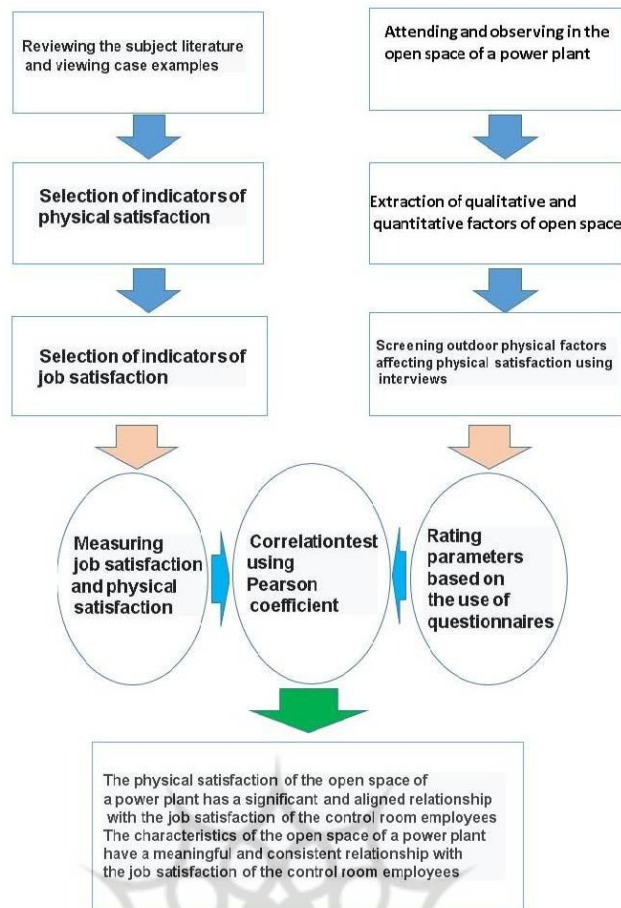 Reviewing the subject literature
and viewing case examples
Attending and observing in the
open space of a power plant
Selection of indicators of
physical satisfaction
Extraction of qualitative and
quantitative factors of open space
Selection of indicators of
job satisfaction
Screening outdoor physical factors
affecting physical satisfaction using
interviews
Measuring
job satisfaction
and physical
satisfaction
Correlationtest
using
Pearson
coefficient
Rating
parameters
based on
the use of
questionnaires
The physical satisfaction of the open space of
a power plant has a significant and aligned relationship
with the job satisfaction of the control room employees
The characteristics of the open space of a power plant
have a meaningful and consistent relationship with
the job satisfaction of the control room employees